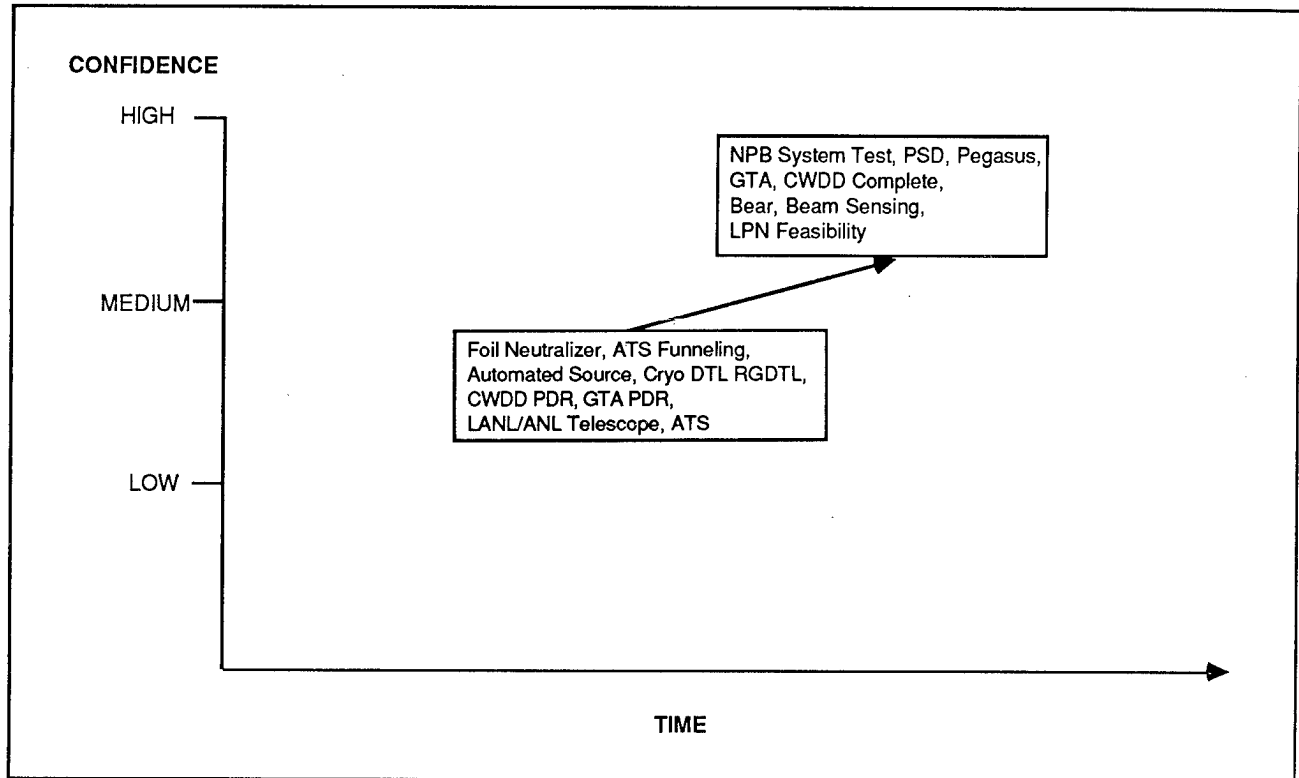 CONFIDENCE
HIGH
NPB System Test, PSD, Pegasus,
GTA, CWDD Complete,
Bear, Beam Sensing,
LPN Feasibility
MEDIUM
Foil Neutralizer, ATS Funneling,
Automated Source, Cryo DTL RGDTL,
CWDD PDR, GTA PDR,
LANL/ANL Telescope, ATS
LOW
TIME